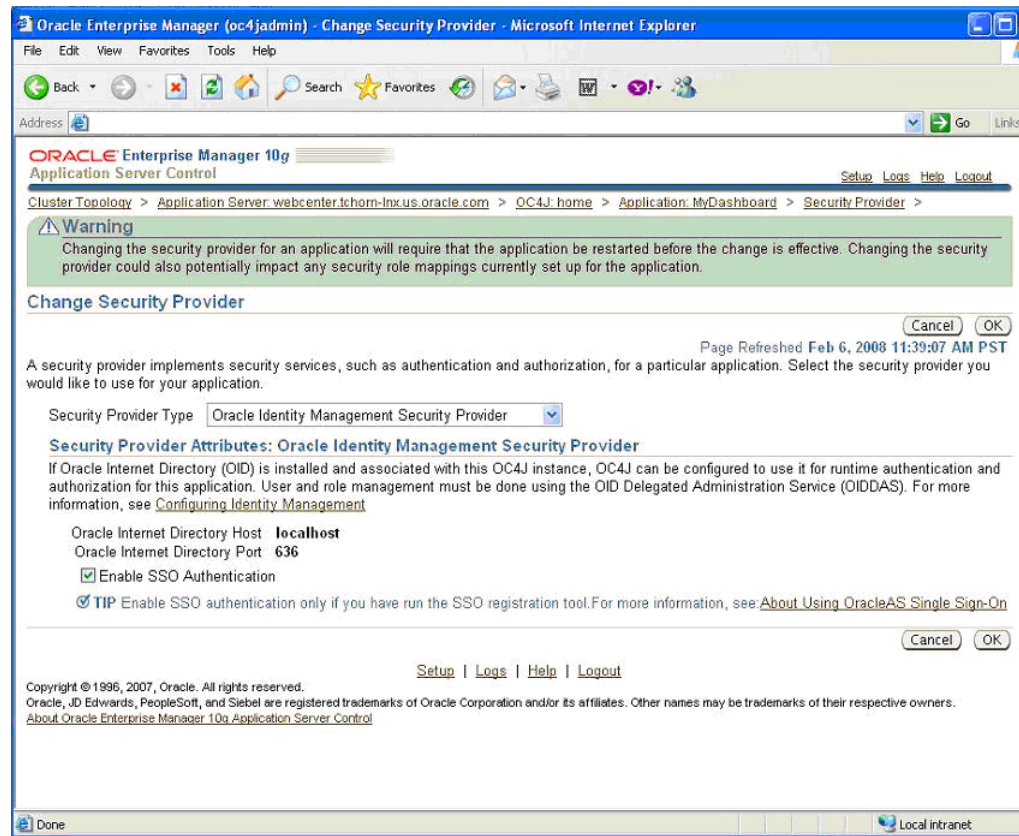 Oracle Enterprise Manager (oc4jadmin) - Change Security Provider - Microsoft Internet Explorer
File Edit View Favorites Tools Help
Back Search Favorites
Address Go Links
ORACLE Enterprise Manager 10g
Application Server Control
Setup Logs Help Logout
Cluster Topology > Application Server: webcenter.tchorn-lnx.us.oracle.com > OC4J: home > Application: MyDashboard > Security Provider >
Warning
Changing the security provider for an application will require that the application be restarted before the change is effective. Changing the security
provider could also potentially impact any security role mappings currently set up for the application.
Change Security Provider
Cancel OK
Page Refreshed Feb 6, 2008 11:39:07 AM PST
A security provider implements security services, such as authentication and authorization, for a particular application. Select the security provider you
would like to use for your application.
Security Provider Type Oracle Identity Management Security Provider
Security Provider Attributes: Oracle Identity Management Security Provider
If Oracle Internet Directory (OID) is installed and associated with this OC4J instance, OC4J can be configured to use it for runtime authentication and
authorization for this application. User and role management must be done using the OID Delegated Administration Service (OIDDAS). For more
information, see Configuring Identity Management
Oracle Internet Directory Host localhost
Oracle Internet Directory Port 636
Enable SSO Authentication
TIP Enable SSO authentication only if you have run the SSO registration tool.For more information, see:About Using OracleAS Single Sign-On
Cancel OK
Setup | Logs | Help | Logout
Copyright © 1996, 2007, Oracle. All rights reserved.
Oracle, JD Edwards, PeopleSoft, and Siebel are registered trademarks of Oracle Corporation and/or its affiliates. Other names may be trademarks of their respective owners.
About Oracle Enterprise Manager 10g Application Server Control
Done Local intranet